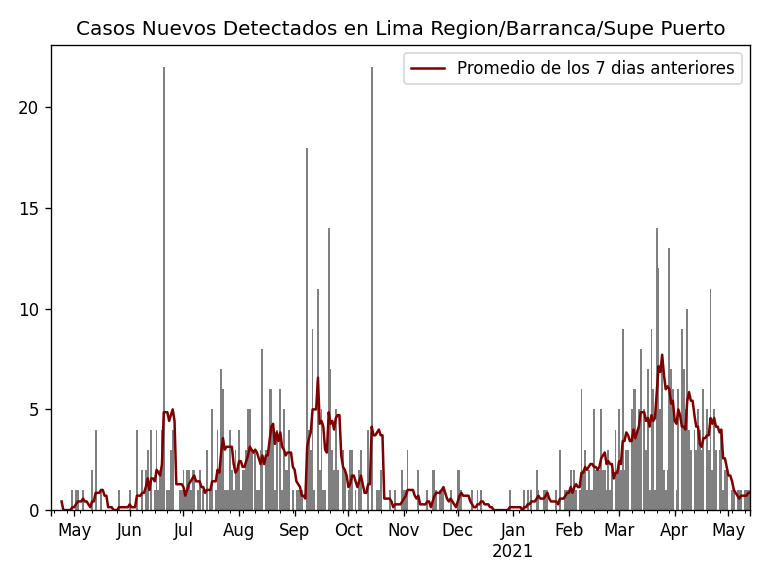 Casos Nuevos Detectados en Lima Region/Barranca/Supe Puerto
Promedio de los 7 dias anteriores
20
15
10
5
0
May Jun Jul Aug Sep Oct Nov Dec Jan Feb Mar Apr May
2021